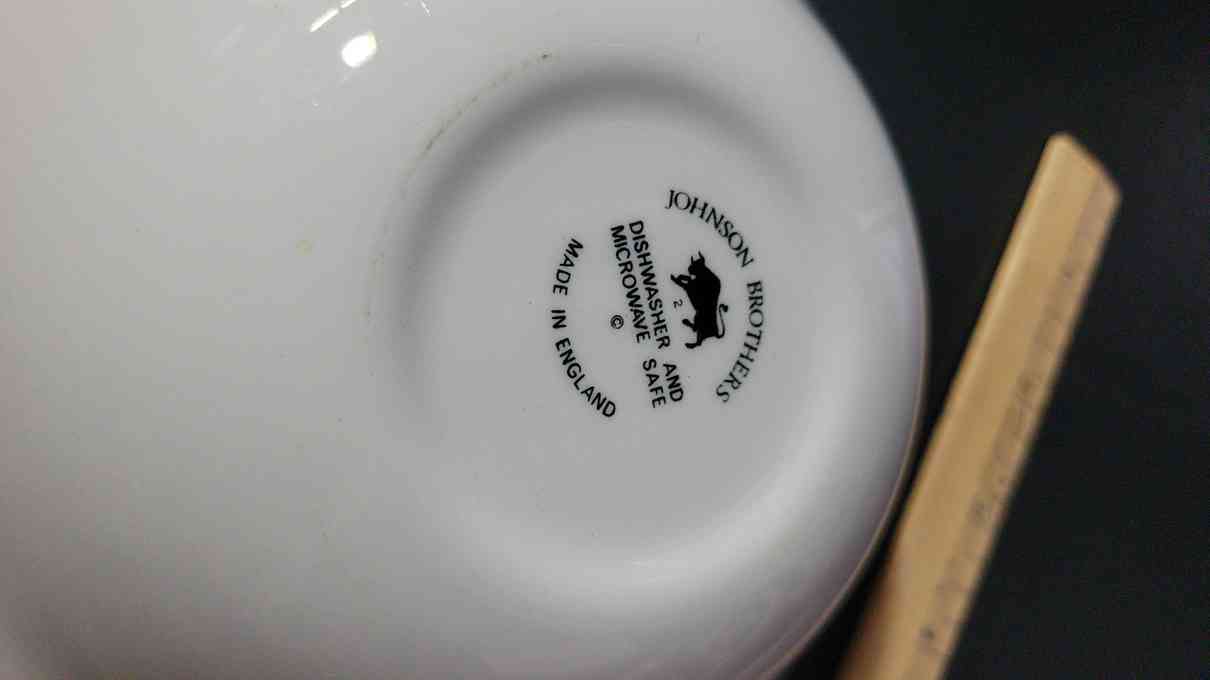 JOHNSON BROTHERS
2
DISHWASHER AND
MICROWAVE SAFE
©
MADE IN ENGLAND